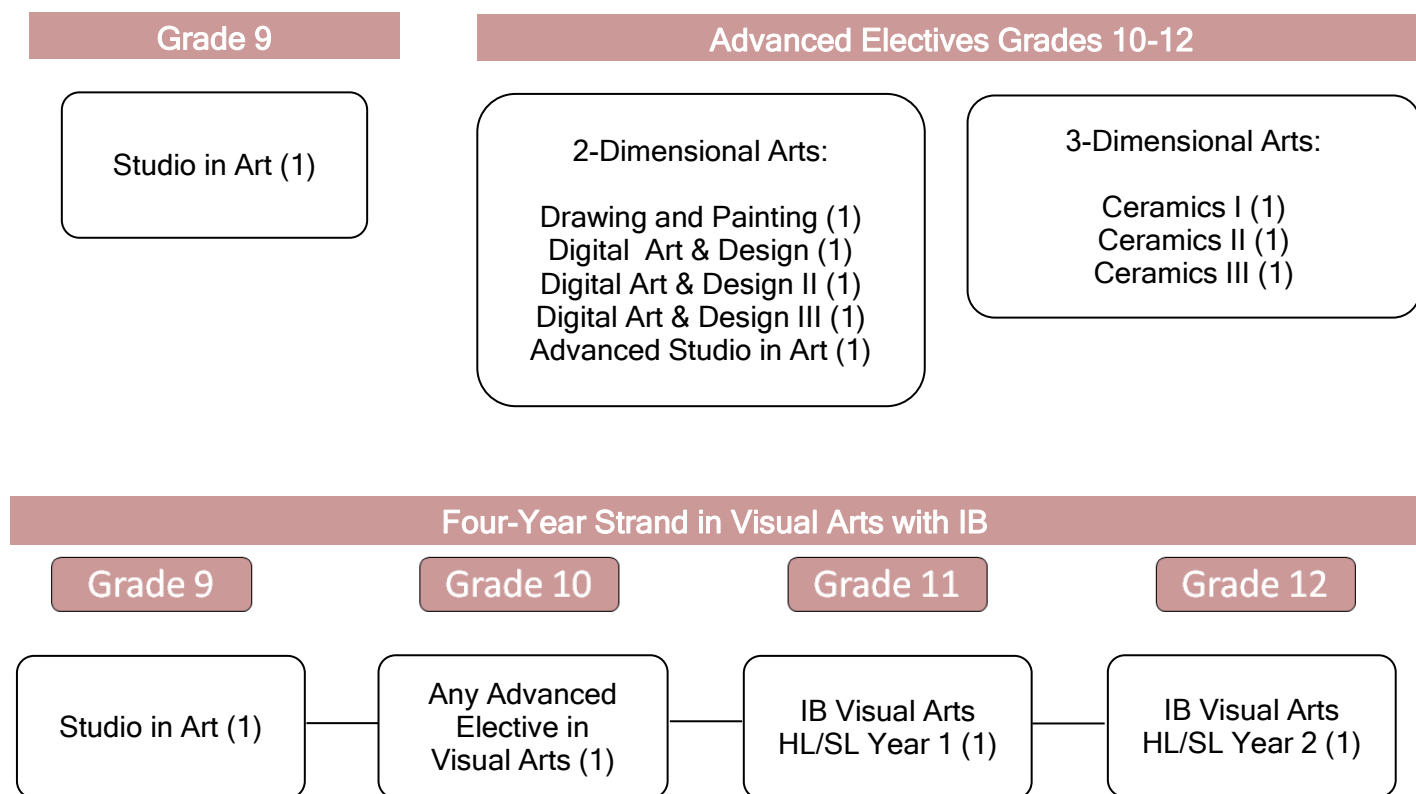 Grade 9
Advanced Electives Grades 10-12
Studio in Art (1)
2-Dimensional Arts:
Drawing and Painting (1)
Digital  Art & Design (1)
Digital Art & Design II (1)
Digital Art & Design III (1)
Advanced Studio in Art (1)
3-Dimensional Arts:
Ceramics I (1)
Ceramics II (1)
Ceramics III (1)
Four-Year Strand in Visual Arts with IB
Grade 9
Grade 10
Grade 11
Grade 12
Studio in Art (1)
Any Advanced
Elective in
Visual Arts (1)
IB Visual Arts
HL/SL Year 1 (1)
IB Visual Arts
HL/SL Year 2 (1)